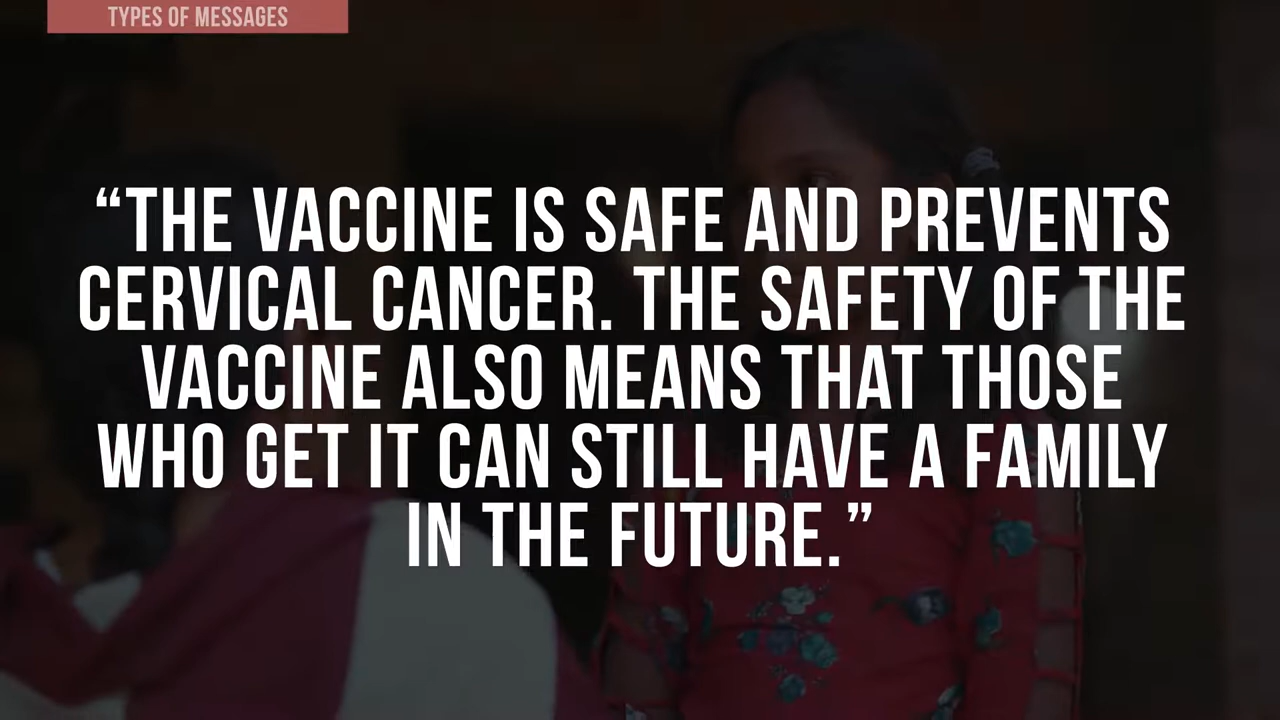 TYPES OF MESSAGES
“THE VACCINE IS SAFE AND PREVENTS
CERVICAL CANCER. THE SAFETY OF THE
VACCINE ALSO MEANS THAT THOSE
WHO GET IT CAN STILL HAVE A FAMILY
IN THE FUTURE.”